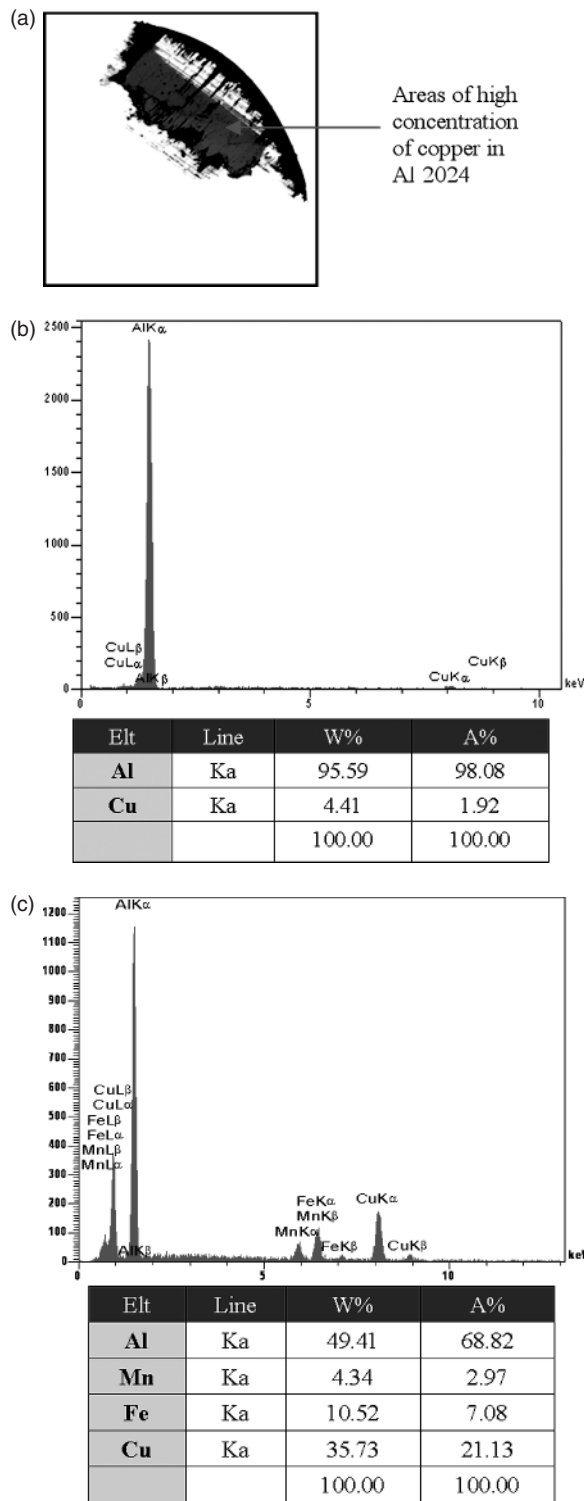 (a)
Areas of high
concentration
of copper in
Al 2024
(b)
2500
AlKα
2000
1500
1000
500
CuLβ
CuLα
AlKβ
CuKα
CuKβ
0
0
5
10
keV
Elt Line W% A%
Al Ka 95.59 98.08
Cu Ka 4.41 1.92
100.00 100.00
(c)
AlKα
1200
1100
1000
900
800
700
600
500
400
300
200
100
0
CuLβ
CuLα
FeLβ
FeLα
MnLβ
MnLα
AlKβ
FeKα
MnKβ
MnKα
FeKβ
CuKα
CuKβ
0
5
10
Elt Line W% A%
Al Ka 49.41 68.82
Mn Ka 4.34 2.97
Fe Ka 10.52 7.08
Cu Ka 35.73 21.13
100.00 100.00